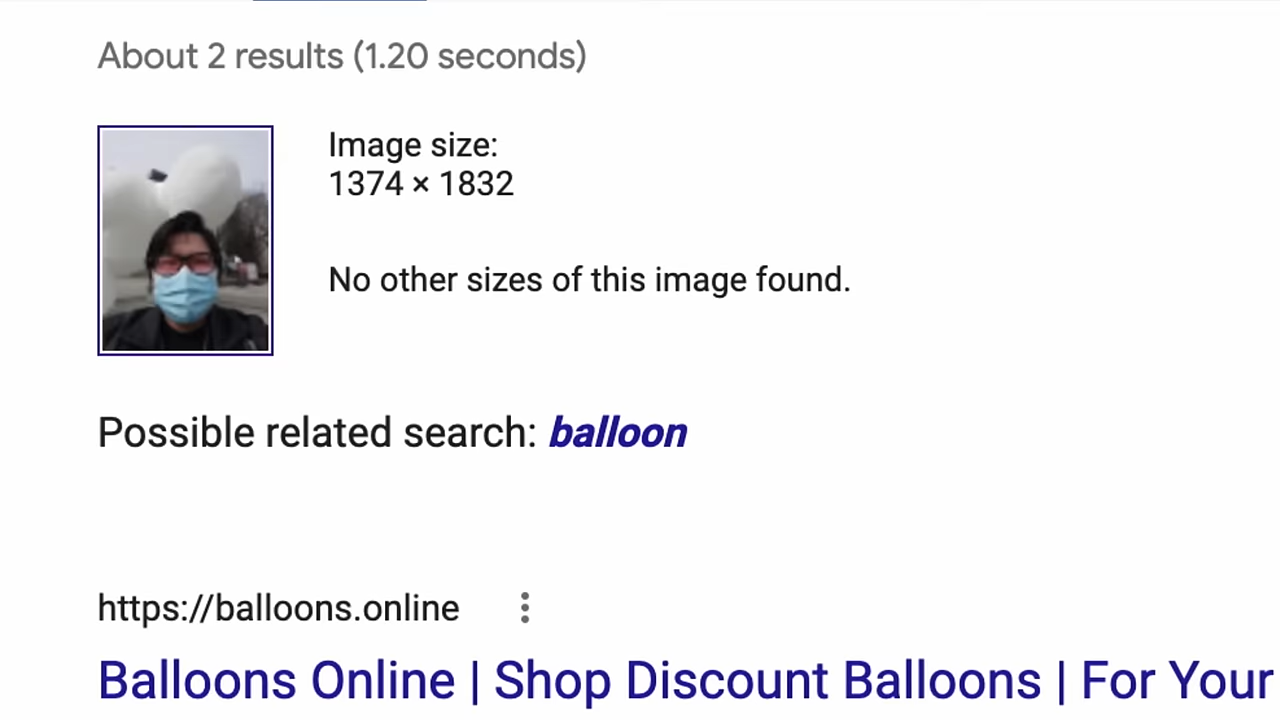 About 2 results (1.20 seconds)
Image size:
1374 × 1832
No other sizes of this image found.
Possible related search: balloon
https://balloons.online
Balloons Online | Shop Discount Balloons | For Your